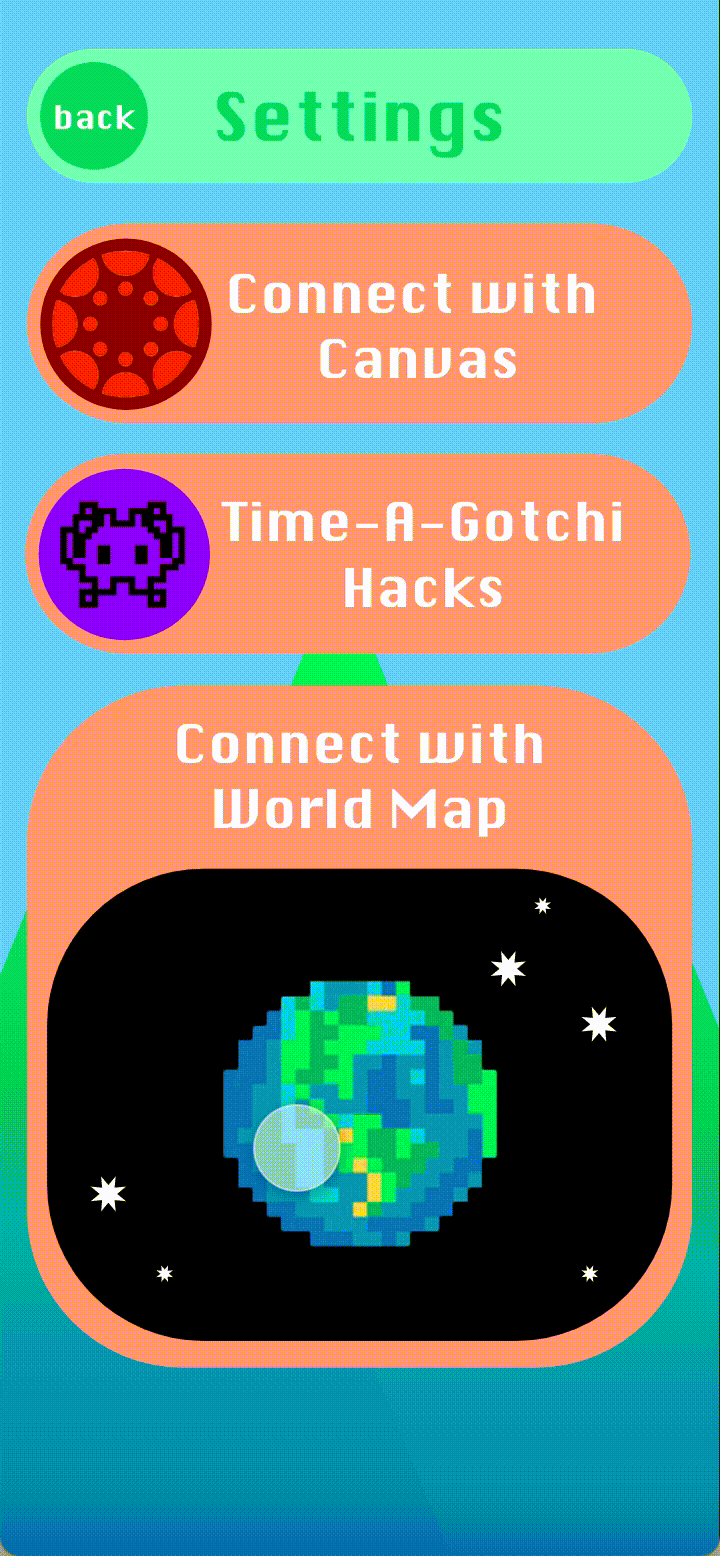 back
Settings
Connect with
Canvas
Time-A-Gotchi
Hacks
Connect with
World Map